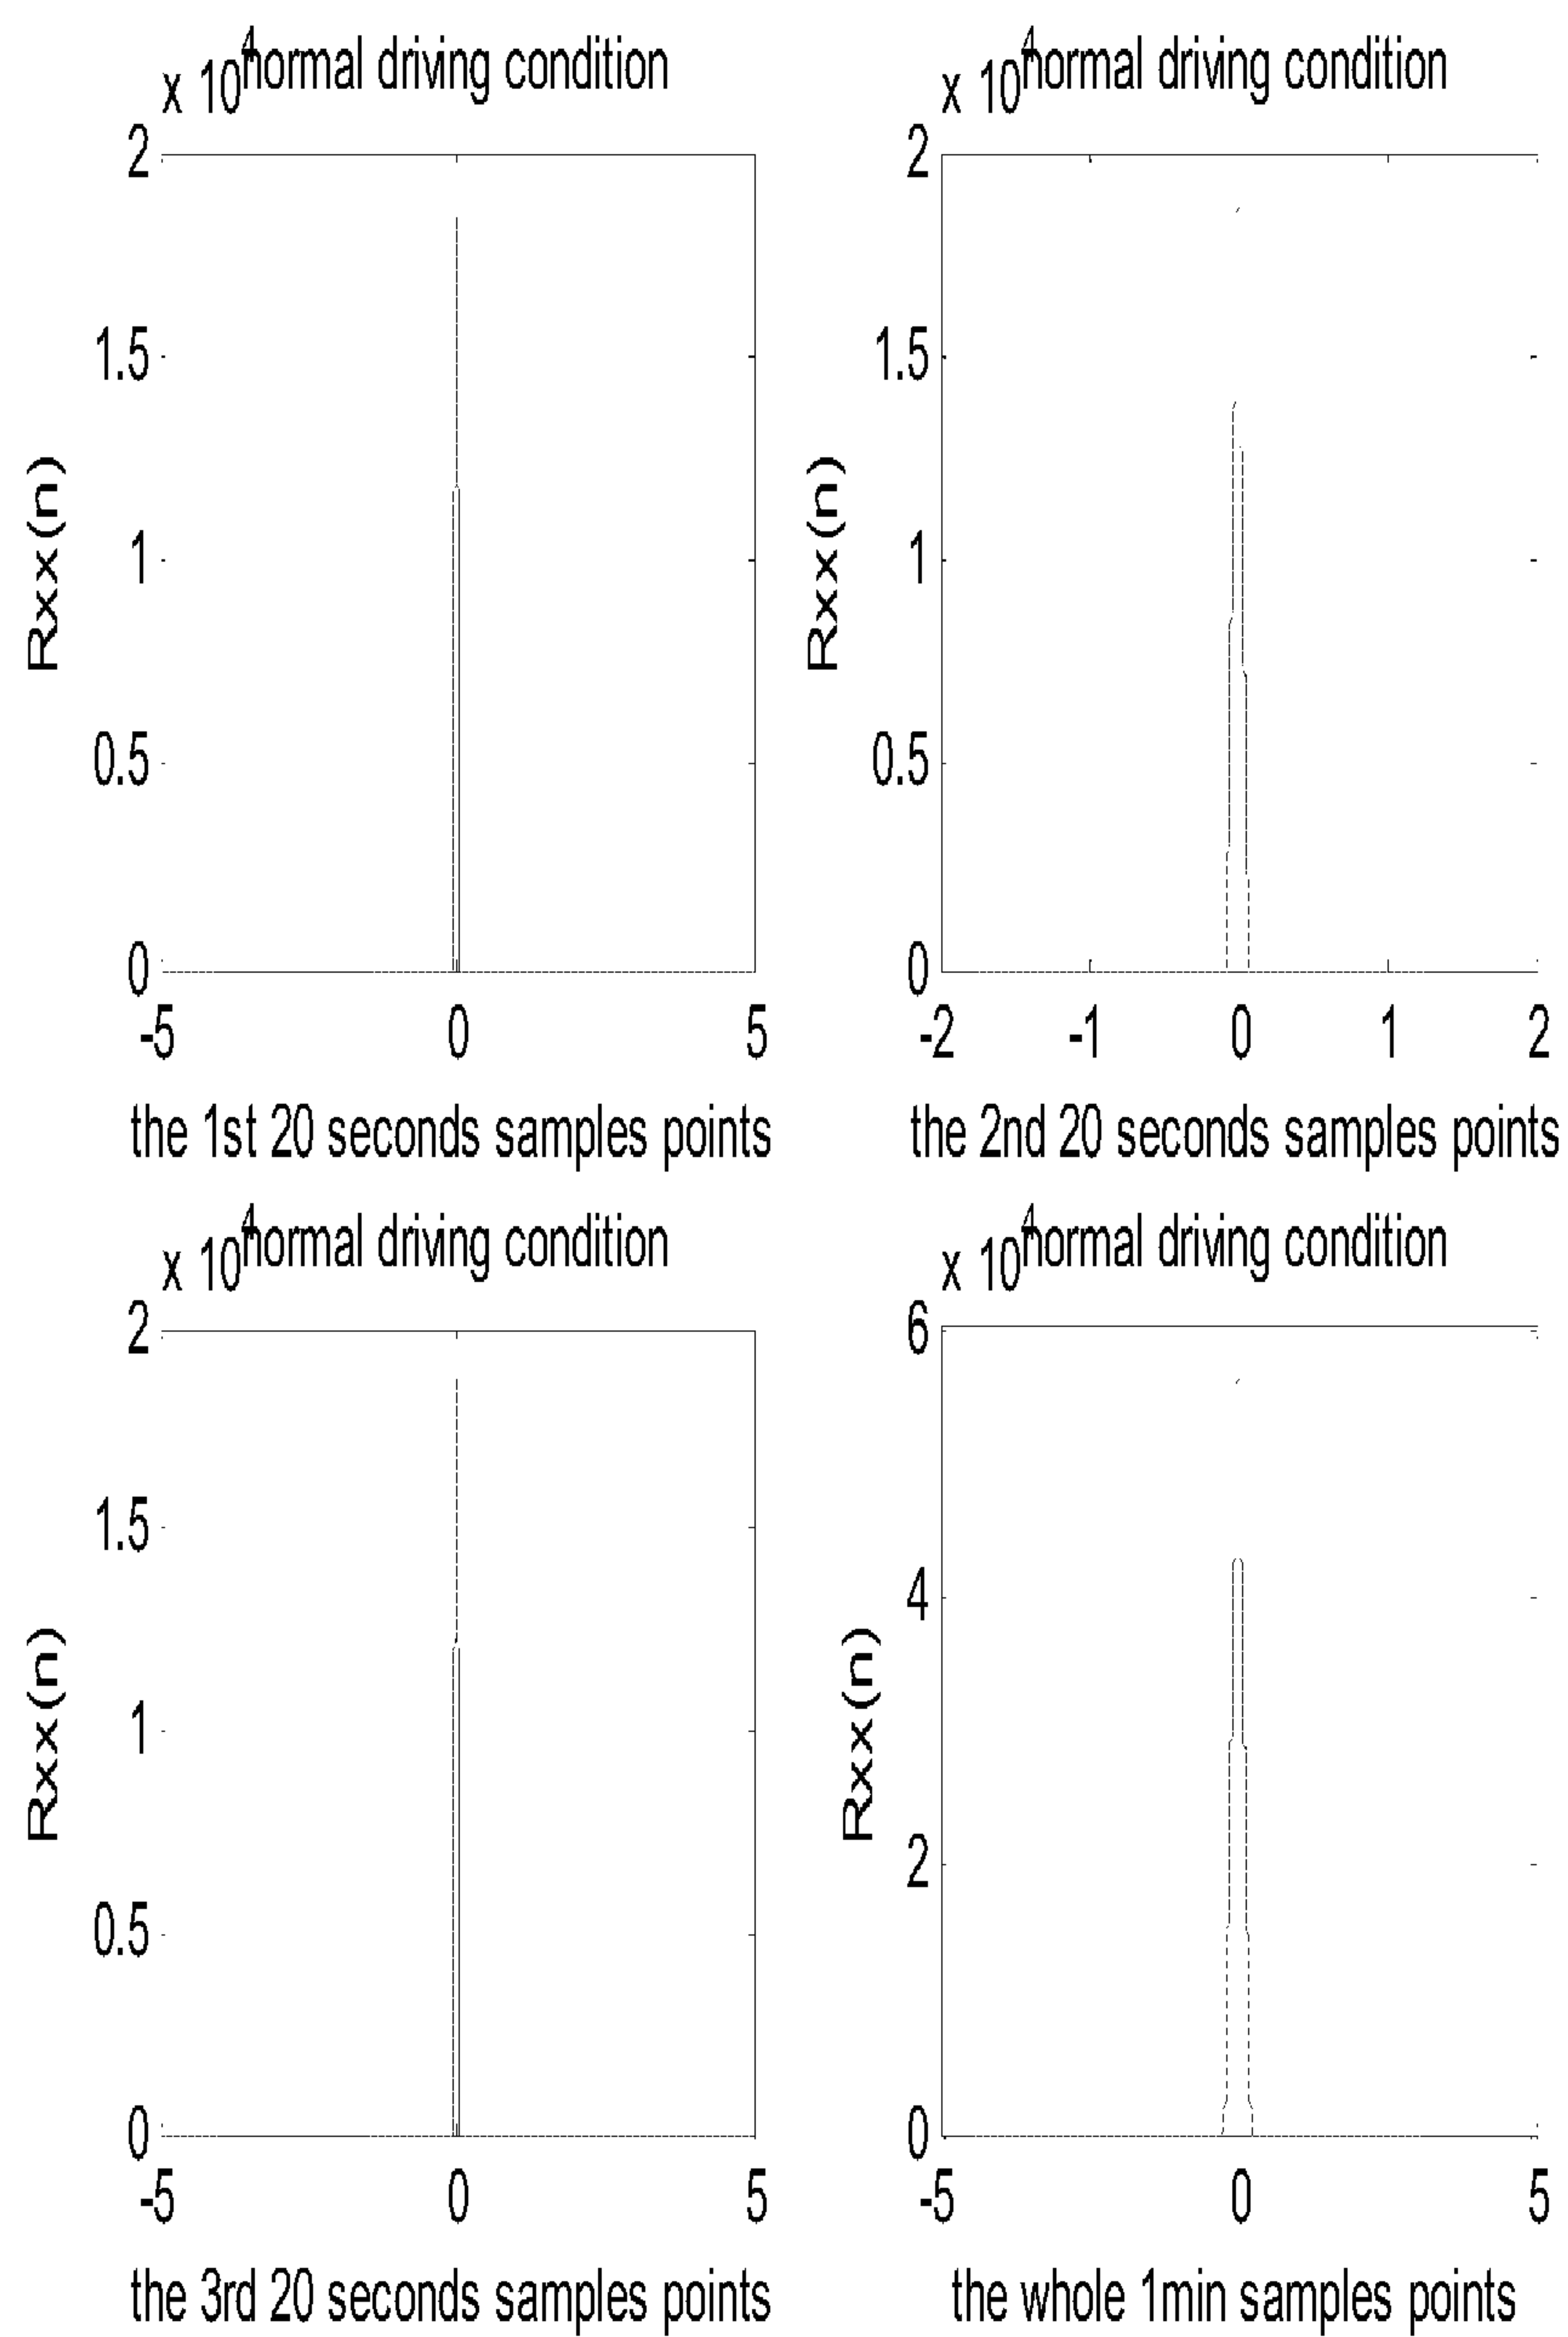 x 10^4 normal driving condition
2
1.5
1
0.5
0
Rxx(n)
-5 0 5
the 1st 20 seconds samples points
x 10^4 normal driving condition
2
1.5
1
0.5
0
Rxx(n)
-2 -1 0 1 2
the 2nd 20 seconds samples points
x 10^4 normal driving condition
2
1.5
1
0.5
0
Rxx(n)
-5 0 5
the 3rd 20 seconds samples points
x 10^4 normal driving condition
6
4
2
0
Rxx(n)
-5 0 5
the whole 1min samples points